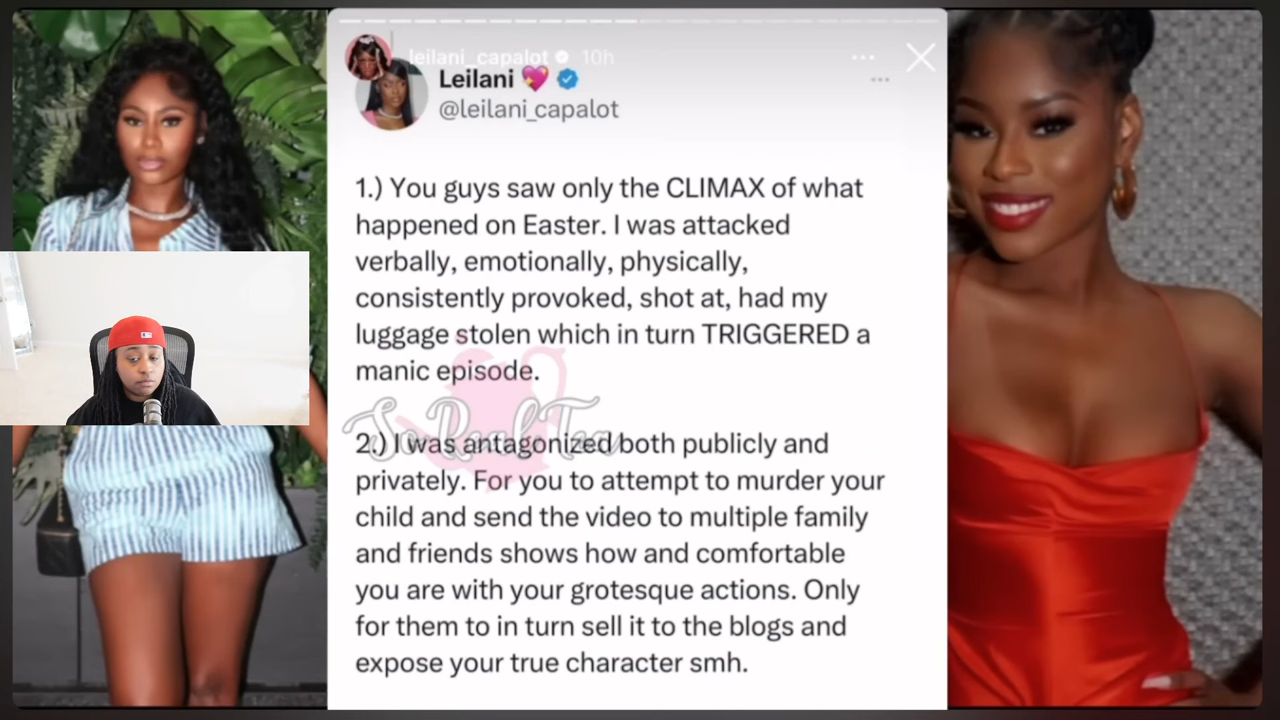 leilani_capalot 10h
Leilani 💖
@leilani_capalot
1.) You guys saw only the CLIMAX of what
happened on Easter. I was attacked
verbally, emotionally, physically,
consistently provoked, shot at, had my
luggage stolen which in turn TRIGGERED a
manic episode.
So Real Tea
2.) I was antagonized both publicly and
privately. For you to attempt to murder your
child and send the video to multiple family
and friends shows how and comfortable
you are with your grotesque actions. Only
for them to in turn sell it to the blogs and
expose your true character smh.